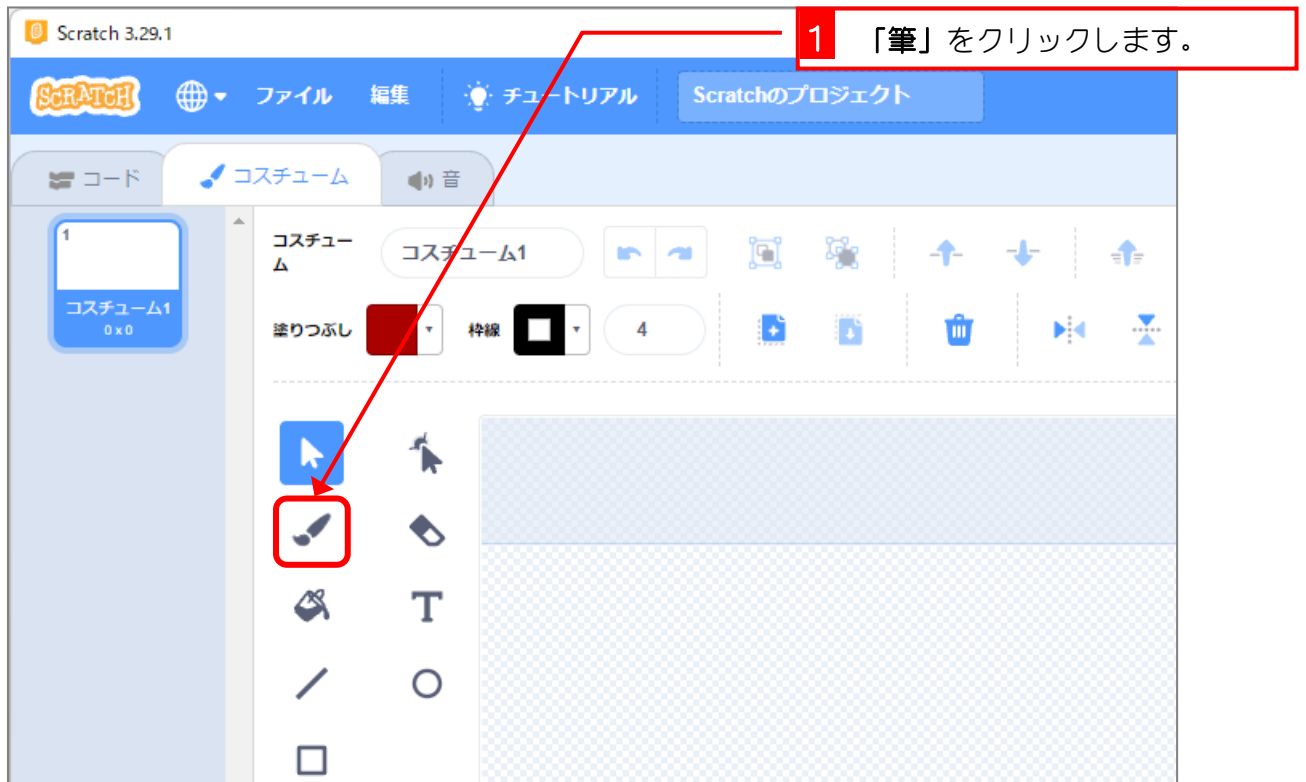 Scratch 3.29.1
1 「筆」をクリックします。
SCRATCH ファイル 編集 チュートリアル Scratchのプロジェクト
コード コスチューム 音
1
コスチューム1
0 x 0
コスチュー
ム
コスチューム1
塗りつぶし 枠線 4
T